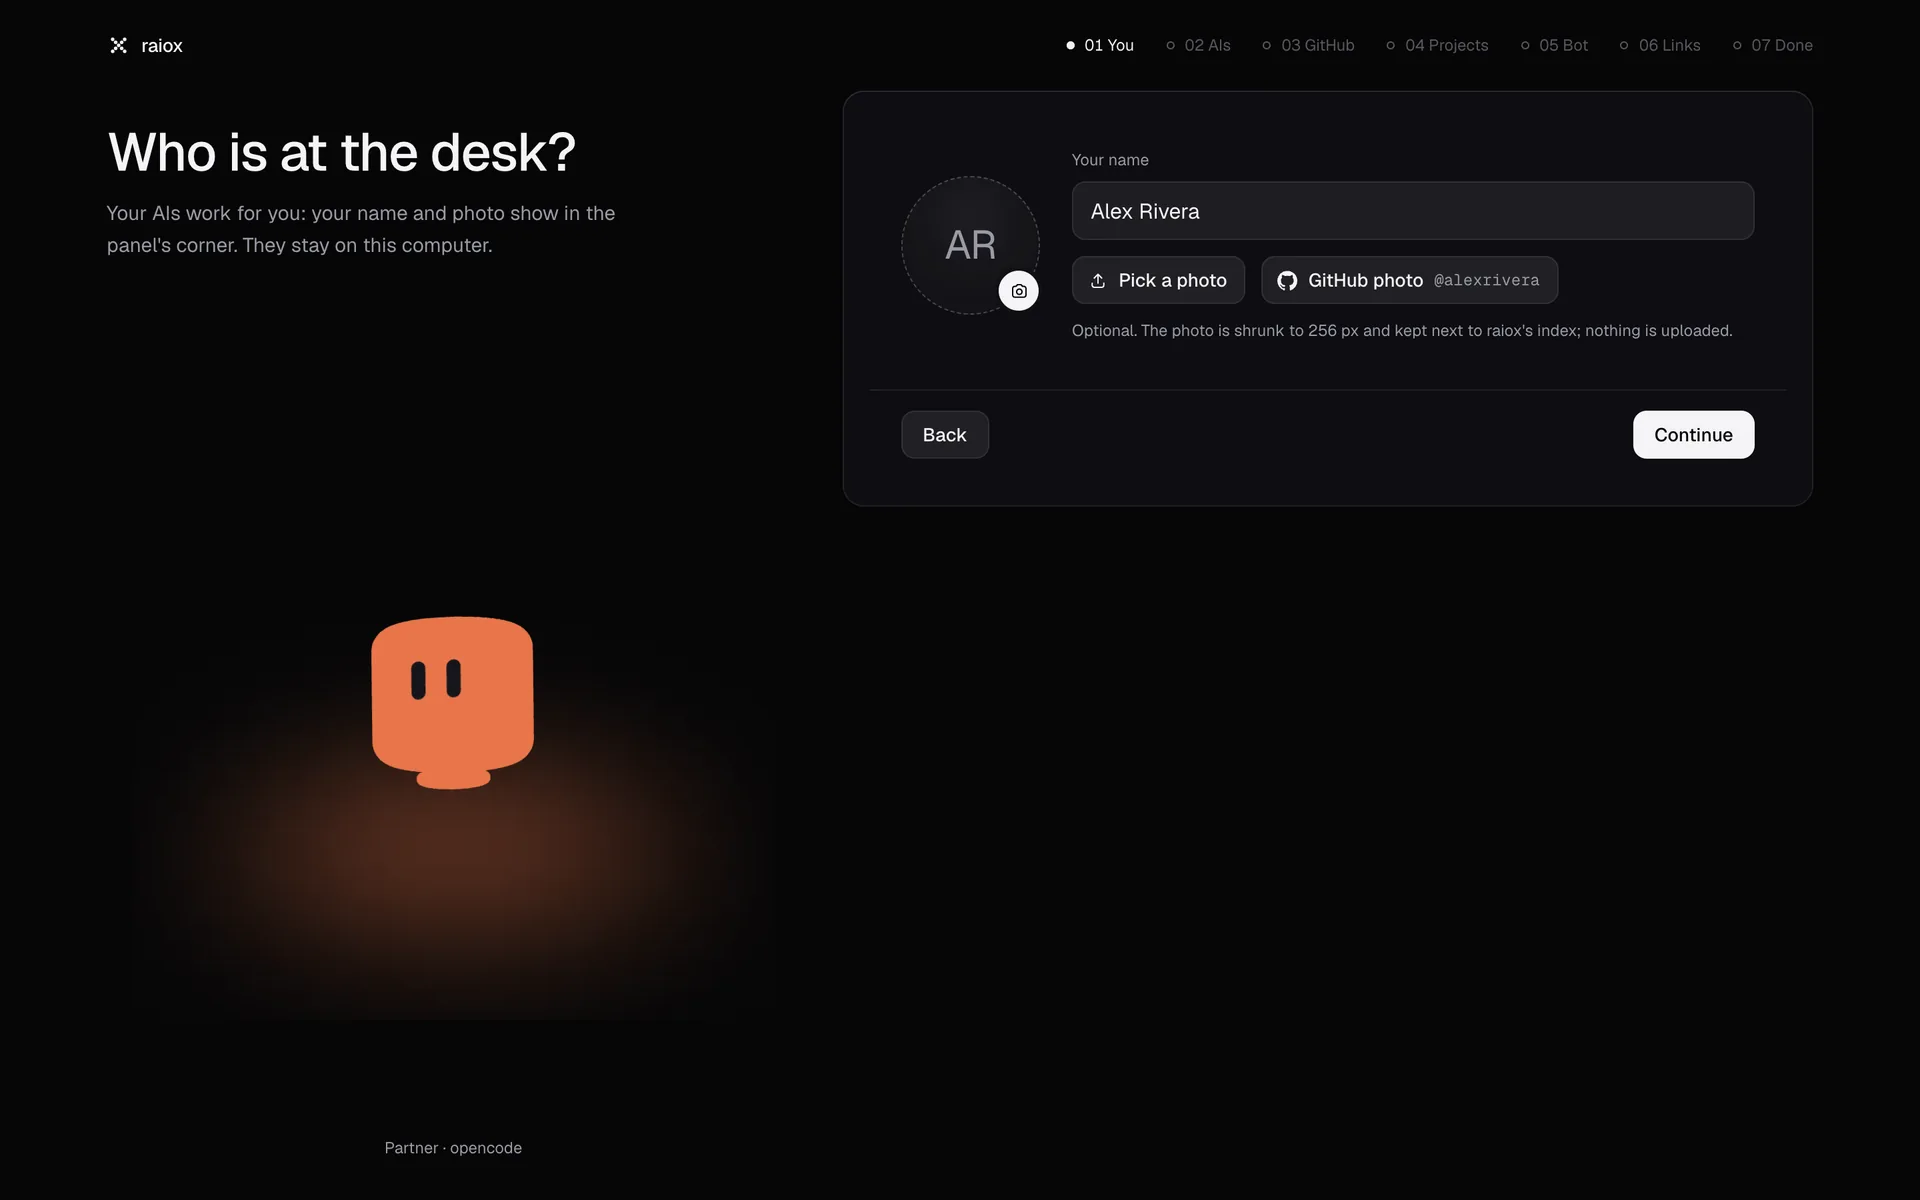 raiox
01 You
02 AIs
03 GitHub
04 Projects
05 Bot
06 Links
07 Done
Who is at the desk?
Your AIs work for you: your name and photo show in the
panel's corner. They stay on this computer.
AR
Your name
Alex Rivera
Pick a photo
GitHub photo @alexrivera
Optional. The photo is shrunk to 256 px and kept next to raiox's index; nothing is uploaded.
Back
Continue
Partner · opencode